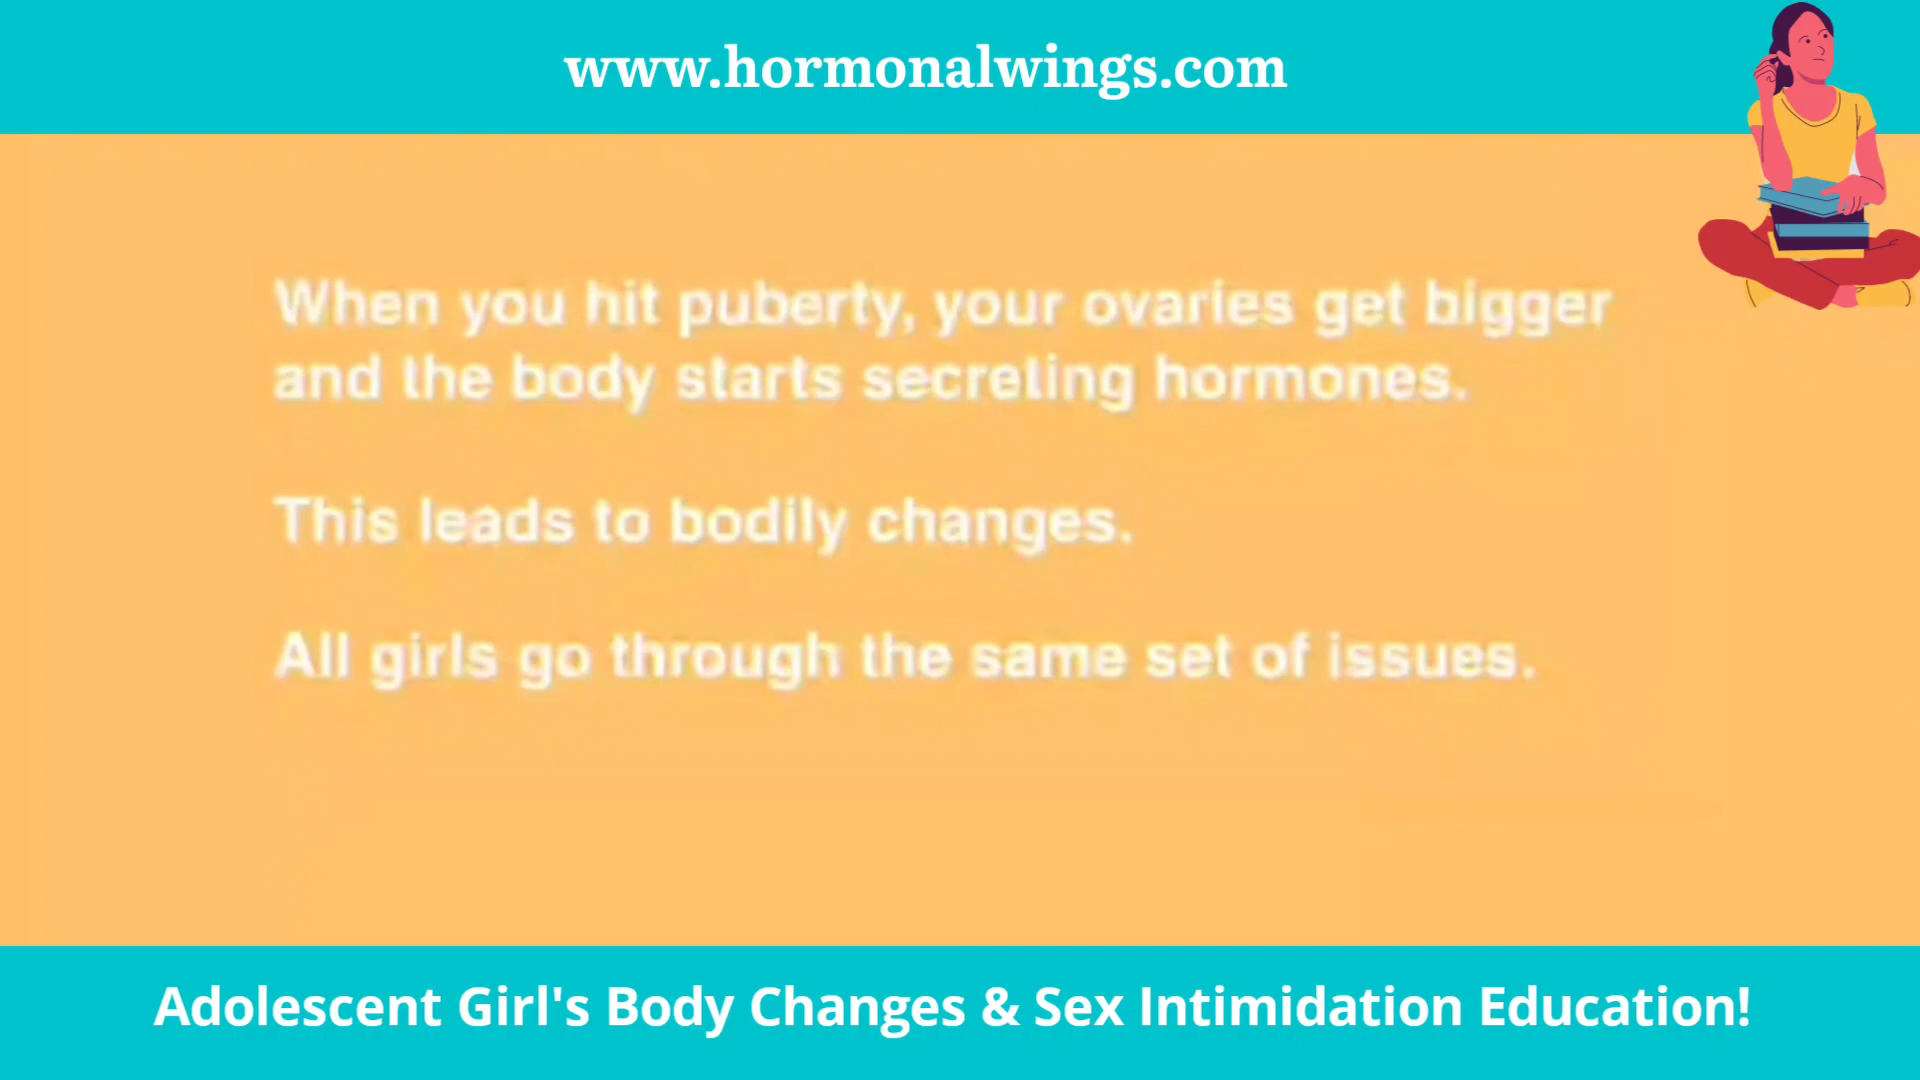 www.hormonalwings.com
When you hit puberty, your ovaries get bigger
and the body starts secreting hormones.
This leads to bodily changes.
All girls go through the same set of issues.
Adolescent Girl's Body Changes & Sex Intimidation Education!